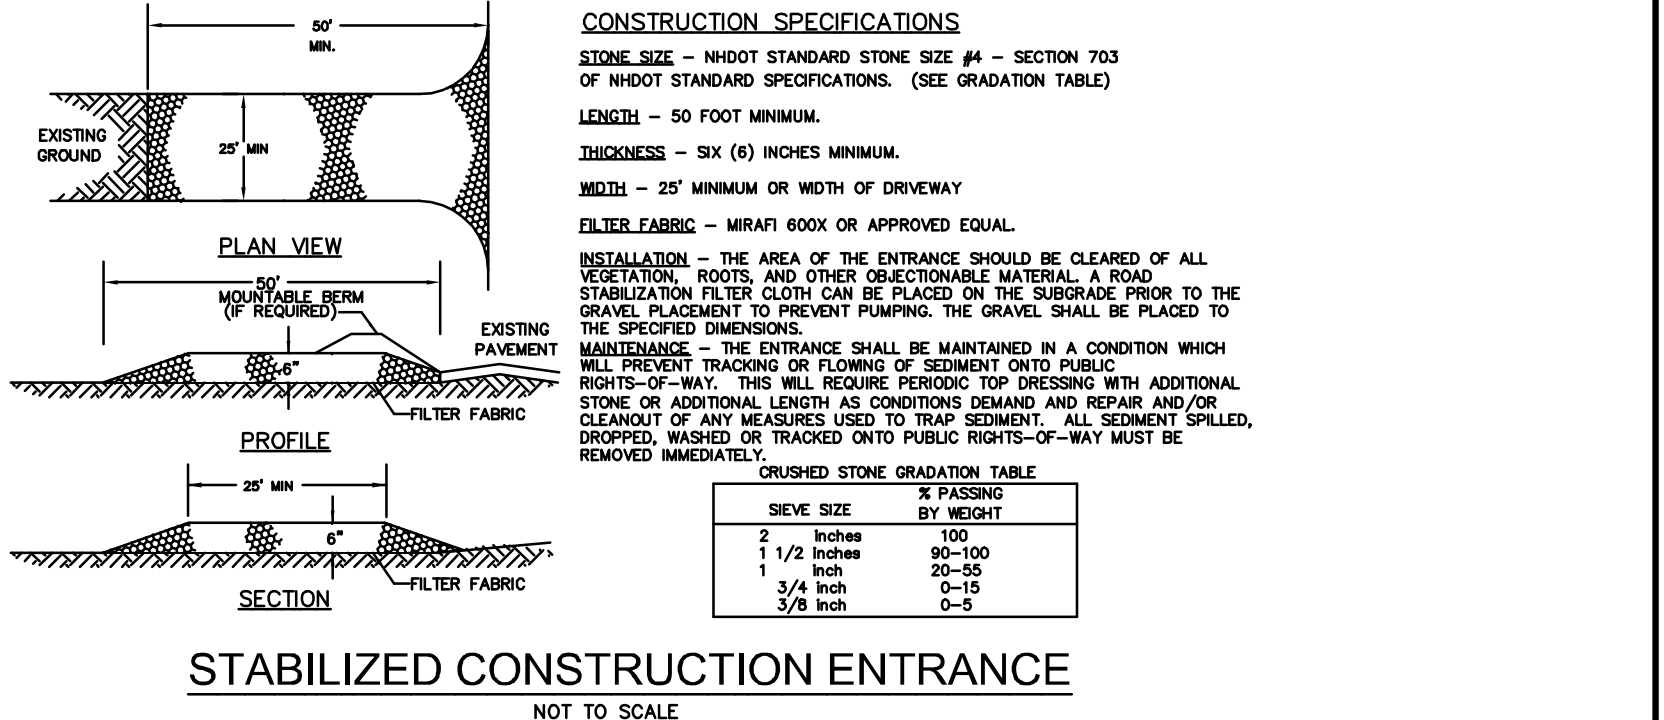 50'
MIN.
EXISTING
GROUND
25' MIN
PLAN VIEW
50'
MOUNTABLE BERM
(IF REQUIRED)
EXISTING
PAVEMENT
6"
FILTER FABRIC
PROFILE
25' MIN
6"
FILTER FABRIC
SECTION
CONSTRUCTION SPECIFICATIONS
STONE SIZE – NHDOT STANDARD STONE SIZE #4 – SECTION 703
OF NHDOT STANDARD SPECIFICATIONS. (SEE GRADATION TABLE)
LENGTH – 50 FOOT MINIMUM.
THICKNESS – SIX (6) INCHES MINIMUM.
WIDTH – 25' MINIMUM OR WIDTH OF DRIVEWAY
FILTER FABRIC – MIRAFI 600X OR APPROVED EQUAL.
INSTALLATION – THE AREA OF THE ENTRANCE SHOULD BE CLEARED OF ALL
VEGETATION, ROOTS, AND OTHER OBJECTIONABLE MATERIAL. A ROAD
STABILIZATION FILTER CLOTH CAN BE PLACED ON THE SUBGRADE PRIOR TO THE
GRAVEL PLACEMENT TO PREVENT PUMPING. THE GRAVEL SHALL BE PLACED TO
THE SPECIFIED DIMENSIONS.
MAINTENANCE – THE ENTRANCE SHALL BE MAINTAINED IN A CONDITION WHICH
WILL PREVENT TRACKING OR FLOWING OF SEDIMENT ONTO PUBLIC
RIGHTS–OF–WAY. THIS WILL REQUIRE PERIODIC TOP DRESSING WITH ADDITIONAL
STONE OR ADDITIONAL LENGTH AS CONDITIONS DEMAND AND REPAIR AND/OR
CLEANOUT OF ANY MEASURES USED TO TRAP SEDIMENT. ALL SEDIMENT SPILLED,
DROPPED, WASHED OR TRACKED ONTO PUBLIC RIGHTS–OF–WAY MUST BE
REMOVED IMMEDIATELY.
CRUSHED STONE GRADATION TABLE
SIEVE SIZE % PASSING BY WEIGHT
2 inches 100
1 1/2 inches 90–100
1 inch 20–55
3/4 inch 0–15
3/8 inch 0–5
STABILIZED CONSTRUCTION ENTRANCE
NOT TO SCALE